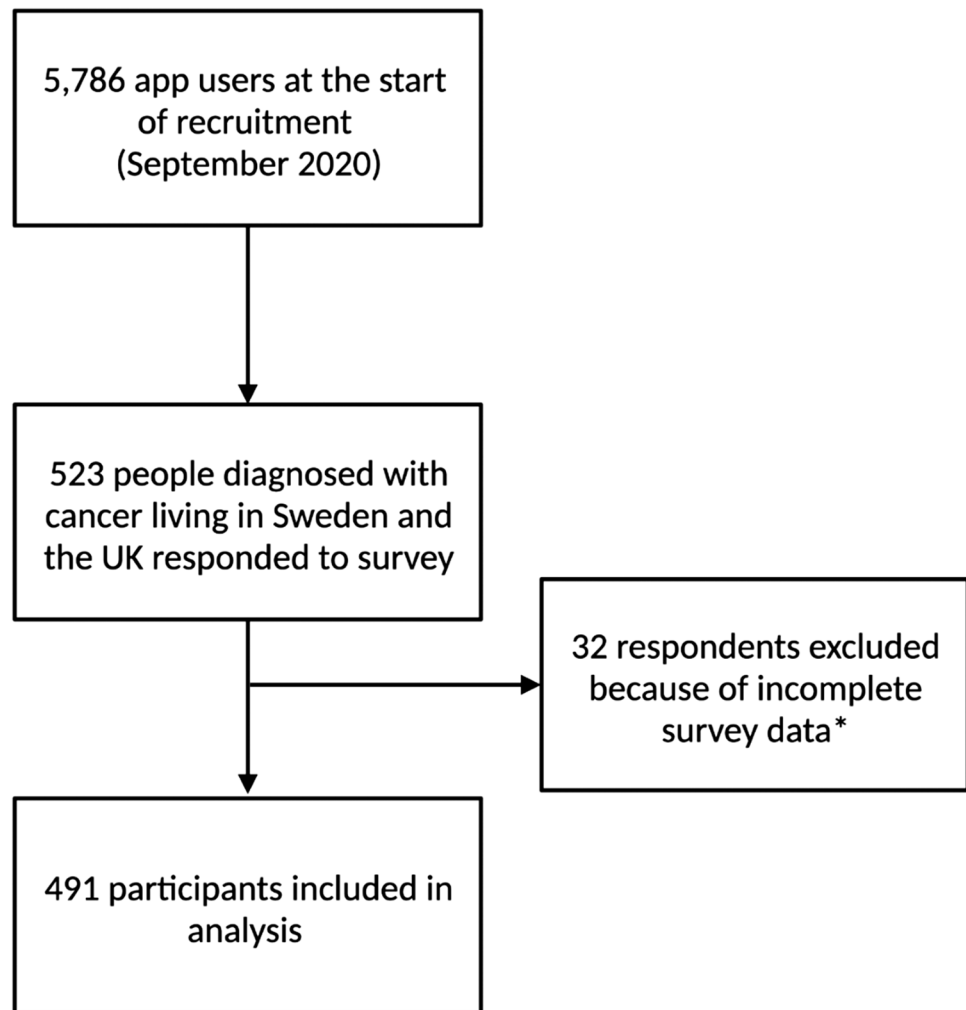 5,786 app users at the start
of recruitment
(September 2020)
523 people diagnosed with
cancer living in Sweden and
the UK responded to survey
32 respondents excluded
because of incomplete
survey data*
491 participants included in
analysis